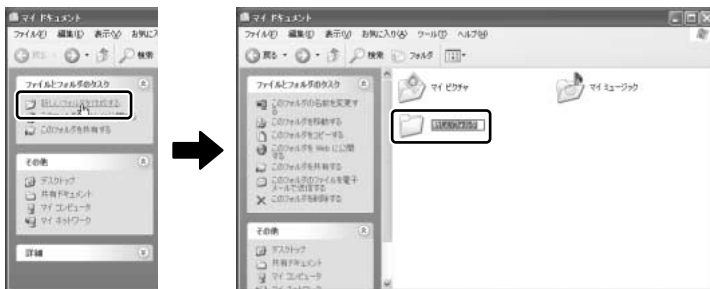 マイ ドキュメント
ファイル(F) 編集(E) 表示(V) お気に入
戻る 検索
ファイルとフォルダのタスク
新しいフォルダを作成する
このフォルダを共有する
その他
デスクトップ
共有ドキュメント
マイ コンピュータ
マイ ネットワーク
詳細
マイ ドキュメント
ファイル(F) 編集(E) 表示(V) お気に入り(A) ツール(T) ヘルプ(H)
戻る 検索 フォルダ
ファイルとフォルダのタスク
このフォルダの名前を変更す
る
このフォルダを移動する
このフォルダをコピーする
このフォルダを Web に公開
する
このフォルダを共有する
このフォルダのファイルを電子
メールで送信する
このフォルダを削除する
その他
デスクトップ
共有ドキュメント
マイ コンピュータ
マイ ピクチャ
マイ ミュージック